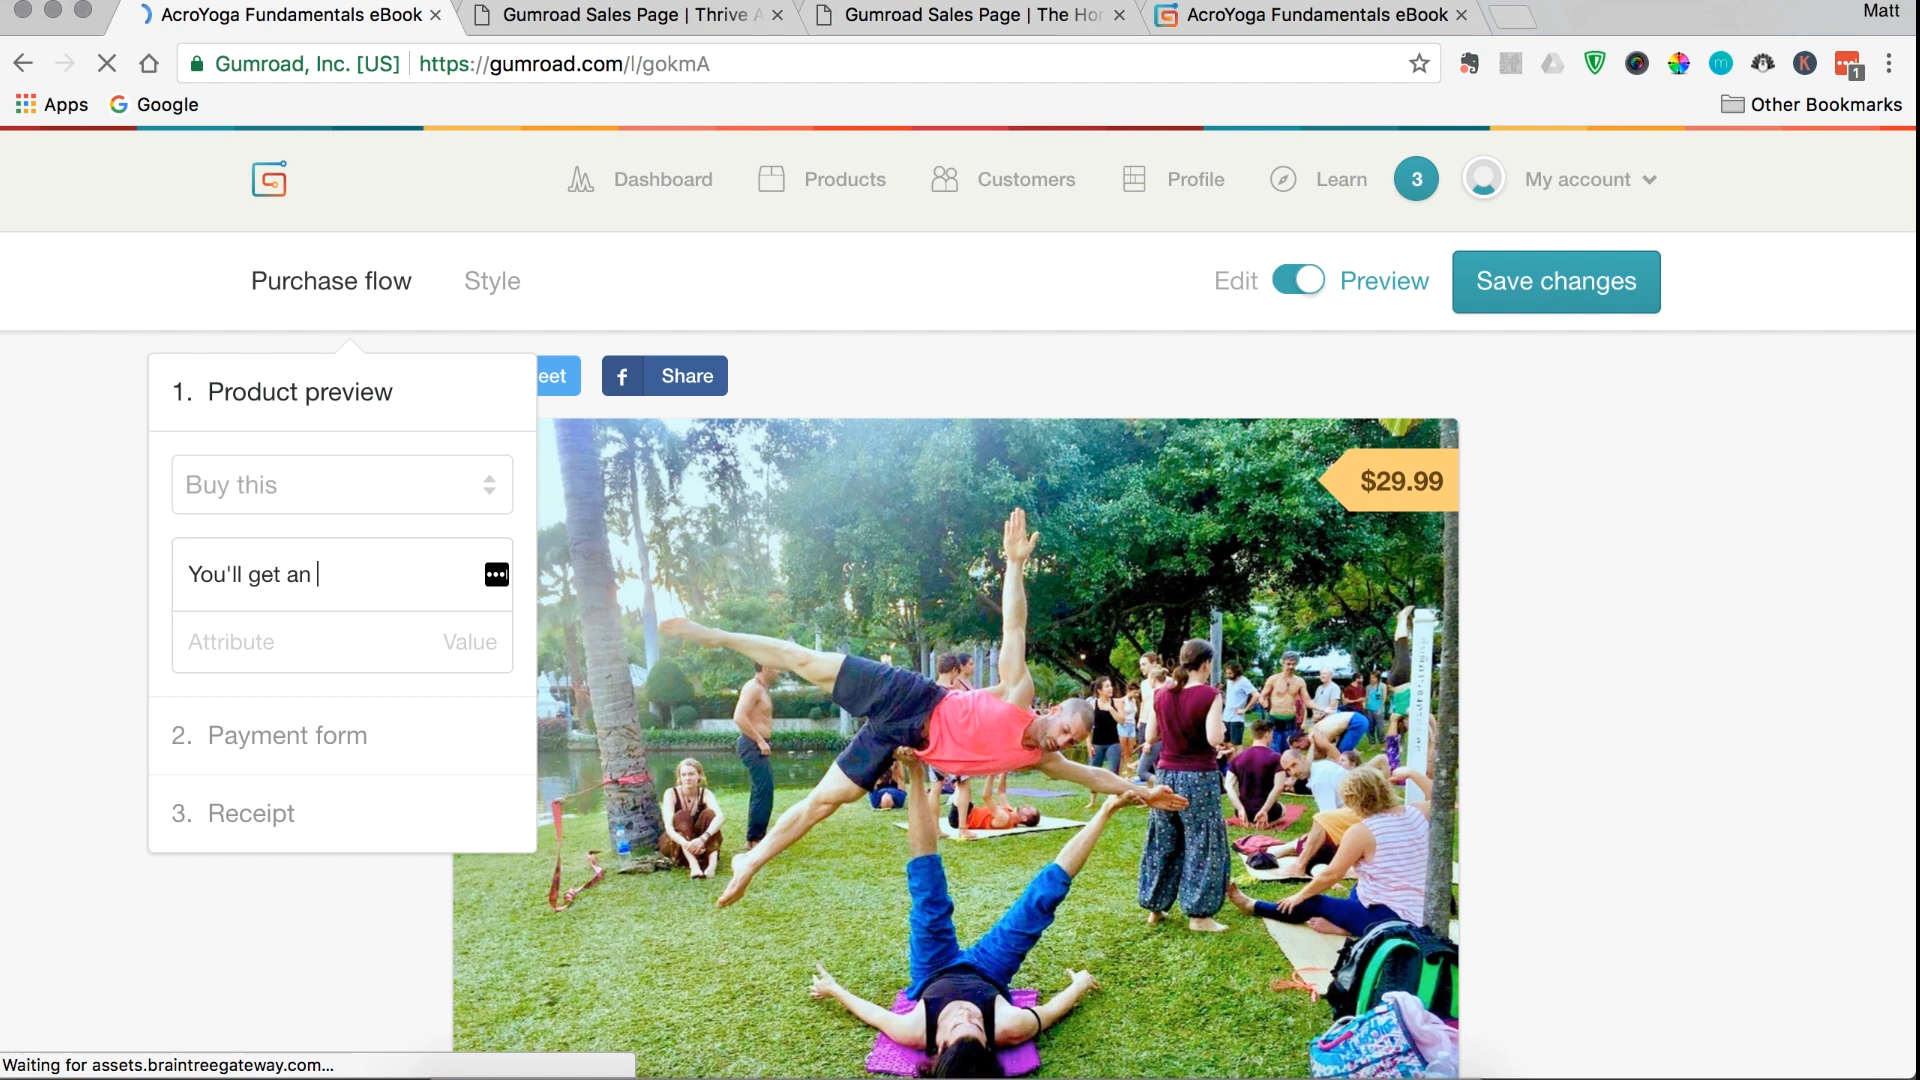 Matt
AcroYoga Fundamentals eBook
Gumroad Sales Page | Thrive A
Gumroad Sales Page | The Hor
AcroYoga Fundamentals eBook
Gumroad, Inc. [US] https://gumroad.com/l/gokmA
1
Apps
Google
Other Bookmarks
Dashboard
Products
Customers
Profile
Learn
3
My account
Purchase flow
Style
Edit
Preview
Save changes
1. Product preview
eet
f Share
Buy this
$29.99
You'll get an
Attribute
Value
2. Payment form
3. Receipt
Waiting for assets.braintreegateway.com...